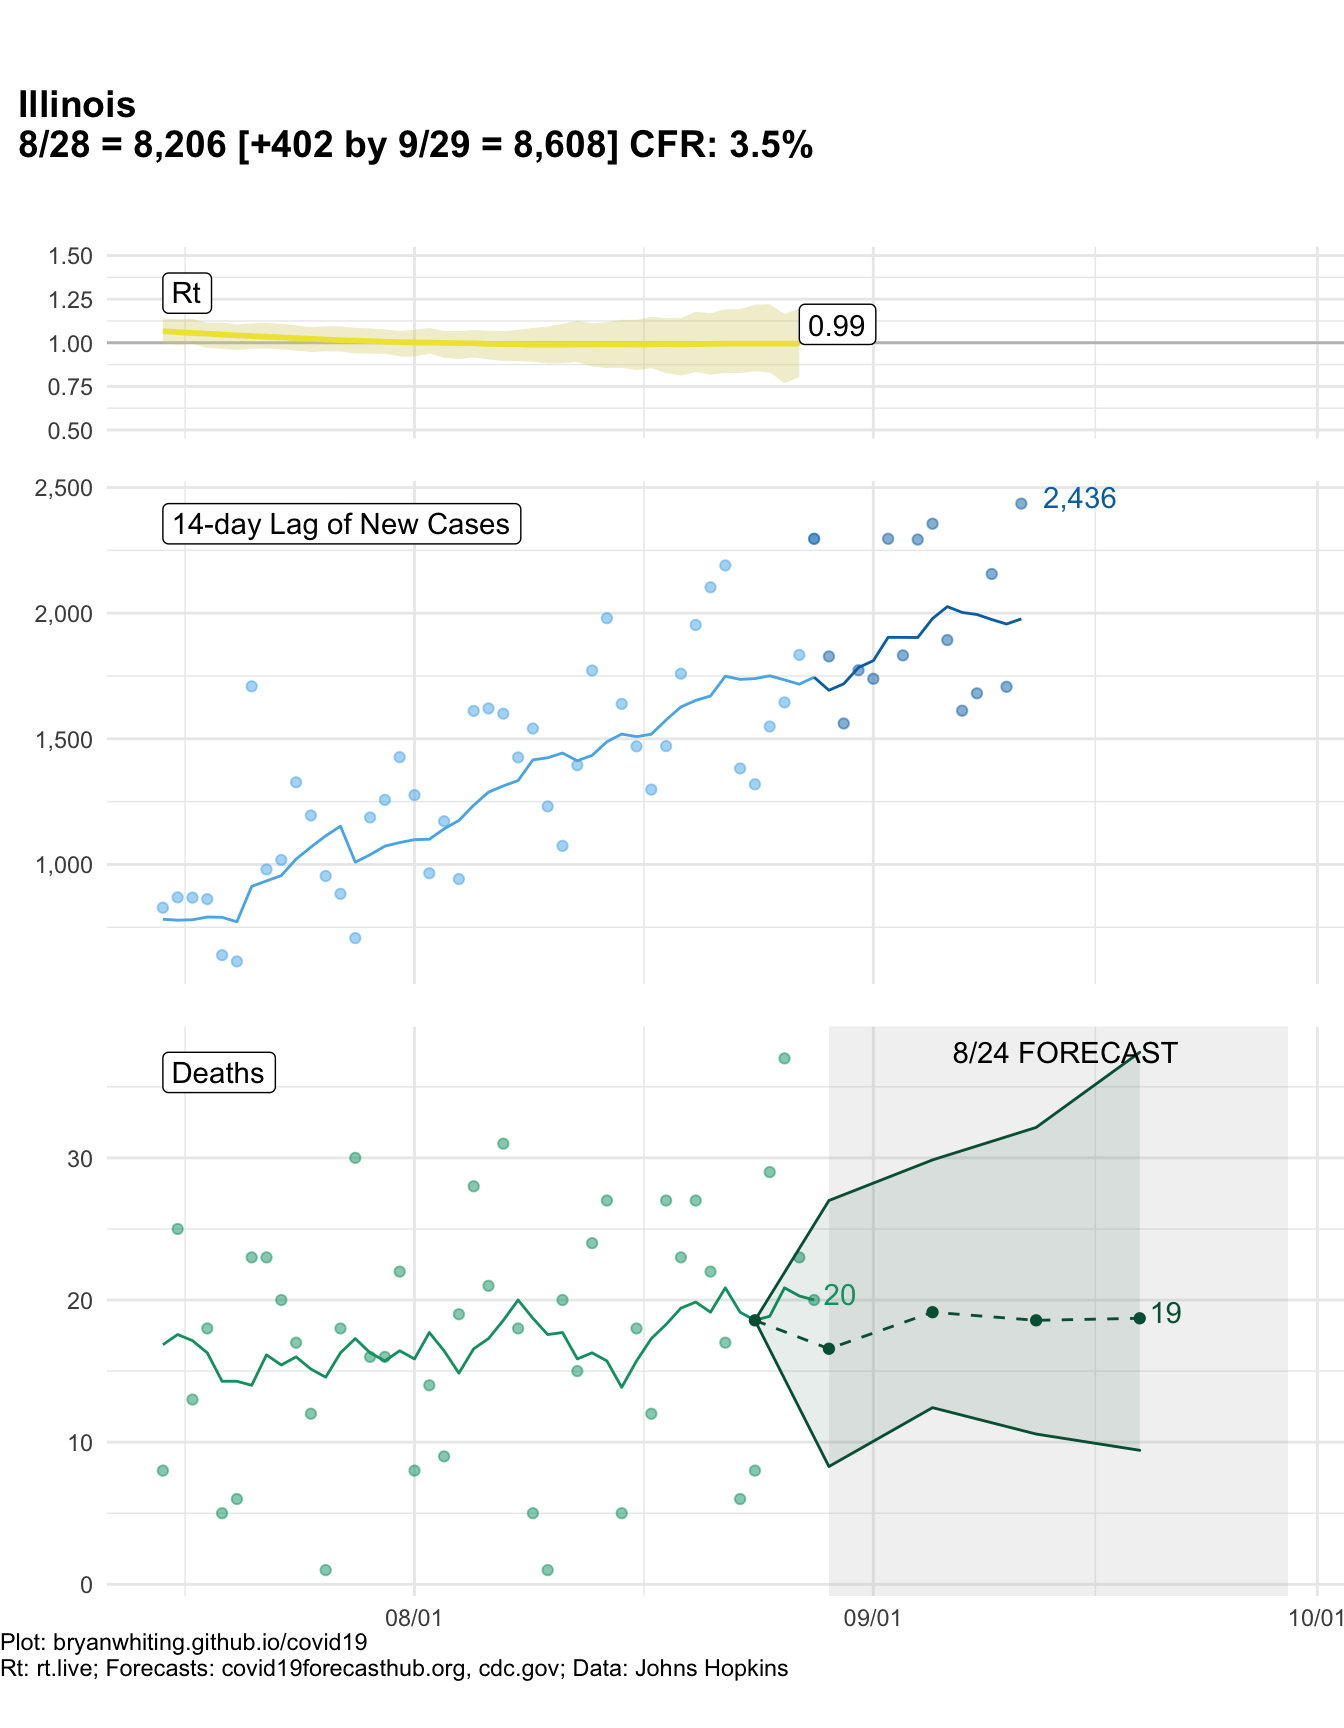 Illinois
8/28 = 8,206 [+402 by 9/29 = 8,608] CFR: 3.5%
1.50
1.25
1.00
0.75
0.50
Rt
0.99
2,500
2,000
1,500
1,000
14-day Lag of New Cases
2,436
30
20
10
0
Deaths
8/24 FORECAST
20
19
08/01
09/01
10/01
Plot: bryanwhiting.github.io/covid19
Rt: rt.live; Forecasts: covid19forecasthub.org, cdc.gov; Data: Johns Hopkins